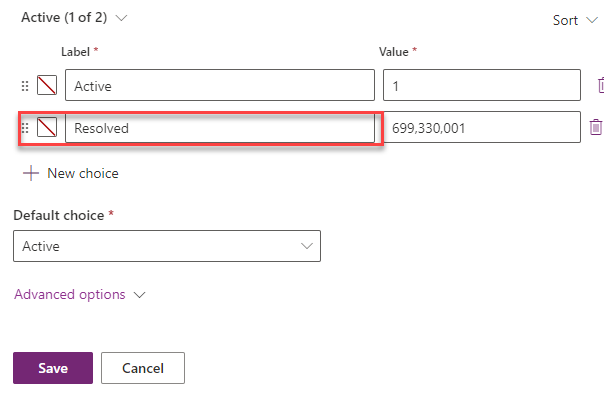 Active (1 of 2)
Sort
Label * Value *
Active 1
Resolved 699,330,001
New choice
Default choice *
Active
Advanced options
Save Cancel